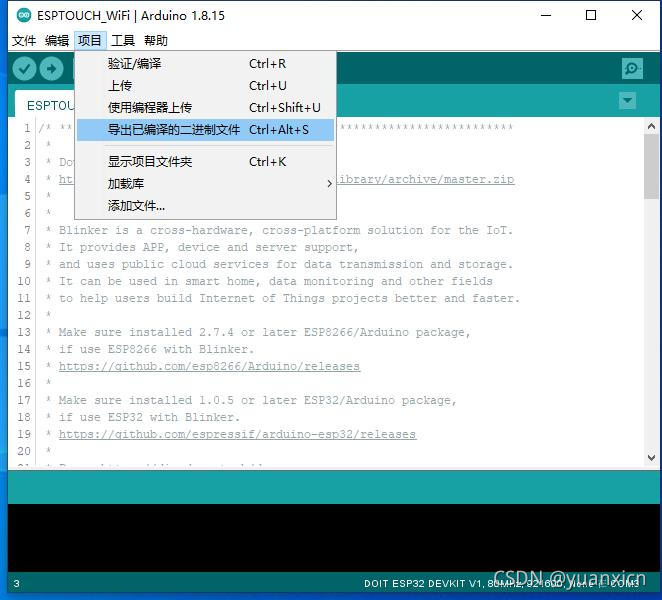 ESPTOUCH_WiFi | Arduino 1.8.15
文件 编辑 项目 工具 帮助
验证/编译 Ctrl+R
上传 Ctrl+U
使用编程器上传 Ctrl+Shift+U
导出已编译的二进制文件 Ctrl+Alt+S
显示项目文件夹 Ctrl+K
加载库
添加文件...
ESPTOU
1 /* ** *************************
2 *
3 * Do
4 * ht library/archive/master.zip
5 *
6 *
7 * Blinker is a cross-hardware, cross-platform solution for the IoT.
8 * It provides APP, device and server support,
9 * and uses public cloud services for data transmission and storage.
10 * It can be used in smart home, data monitoring and other fields
11 * to help users build Internet of Things projects better and faster.
12 *
13 * Make sure installed 2.7.4 or later ESP8266/Arduino package,
14 * if use ESP8266 with Blinker.
15 * https://github.com/esp8266/Arduino/releases
16 *
17 * Make sure installed 1.0.5 or later ESP32/Arduino package,
18 * if use ESP32 with Blinker.
19 * https://github.com/espressif/arduino-esp32/releases
20 *
3 DOIT ESP32 DEVKIT V1, 80Mhz, 921600, None 在 COM3
CSDN @yuanxicn